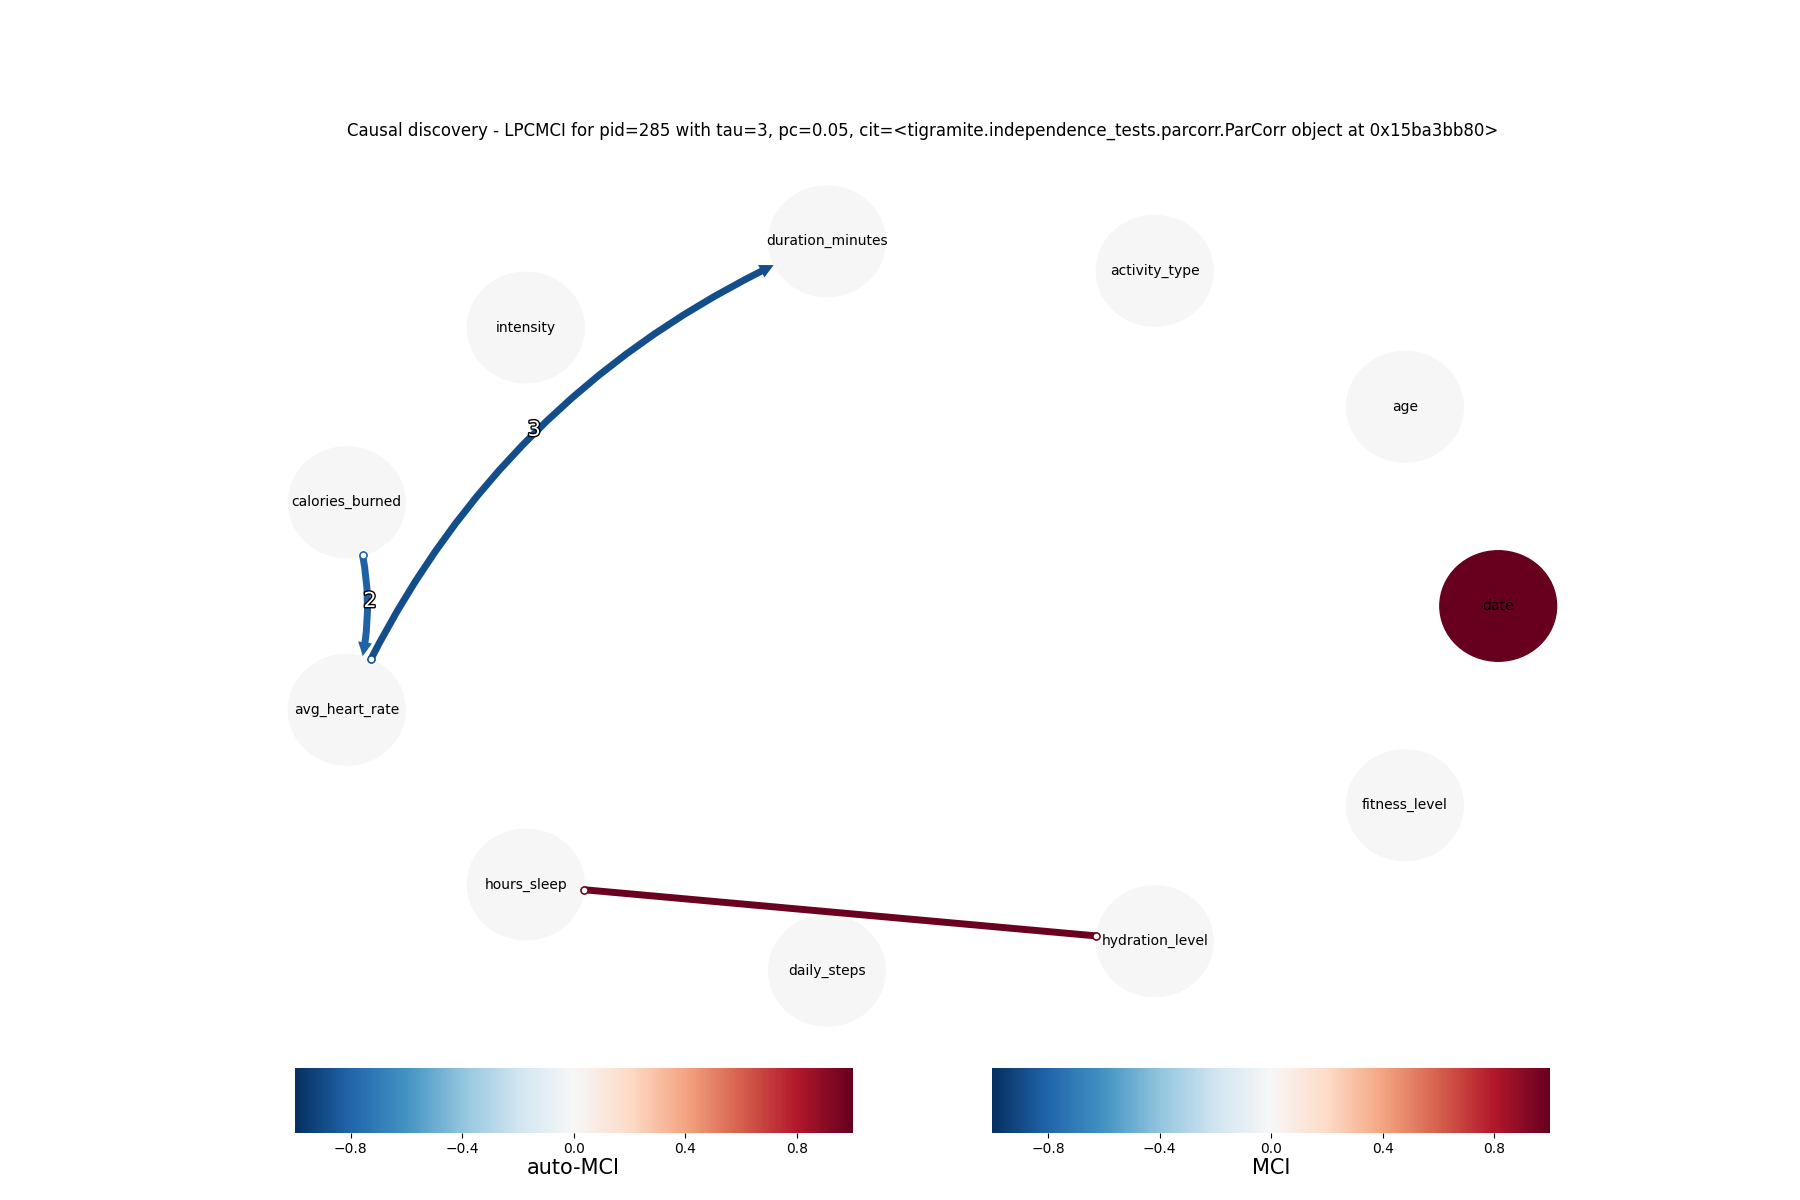 Causal discovery - LPCMCI for pid=285 with tau=3, pc=0.05, cit=<tigramite.independence_tests.parcorr.ParCorr object at 0x15ba3bb80>
duration_minutes
activity_type
intensity
age
3
calories_burned
2
date
avg_heart_rate
fitness_level
hours_sleep
hydration_level
daily_steps
−0.8 −0.4 0.0 0.4 0.8
auto-MCI
−0.8 −0.4 0.0 0.4 0.8
MCI